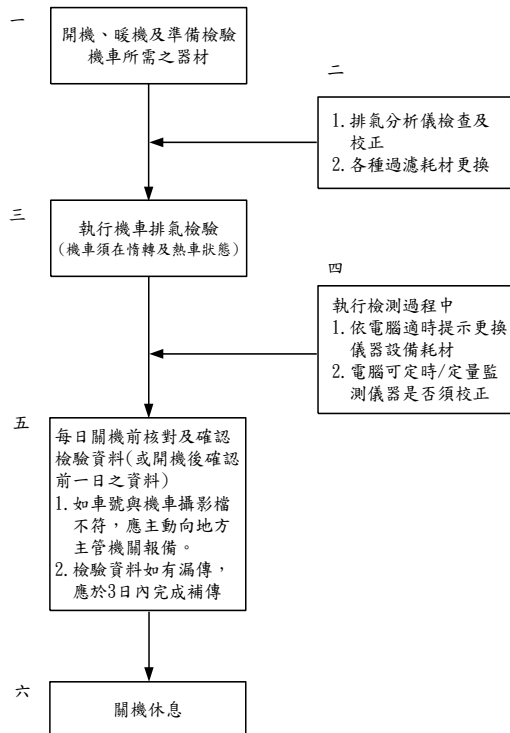 一
開機、暖機及準備檢驗
機車所需之器材
二
1.排氣分析儀檢查及
校正
2.各種過濾耗材更換
三
執行機車排氣檢驗
(機車須在惰轉及熱車狀態)
四
執行檢測過程中
1.依電腦適時提示更換
儀器設備耗材
2.電腦可定時/定量監
測儀器是否須校正
五
每日關機前核對及確認
檢驗資料(或開機後確認
前一日之資料)
1.如車號與機車攝影檔
不符，應主動向地方
主管機關報備。
2.檢驗資料如有漏傳，
應於3日內完成補傳
六
關機休息